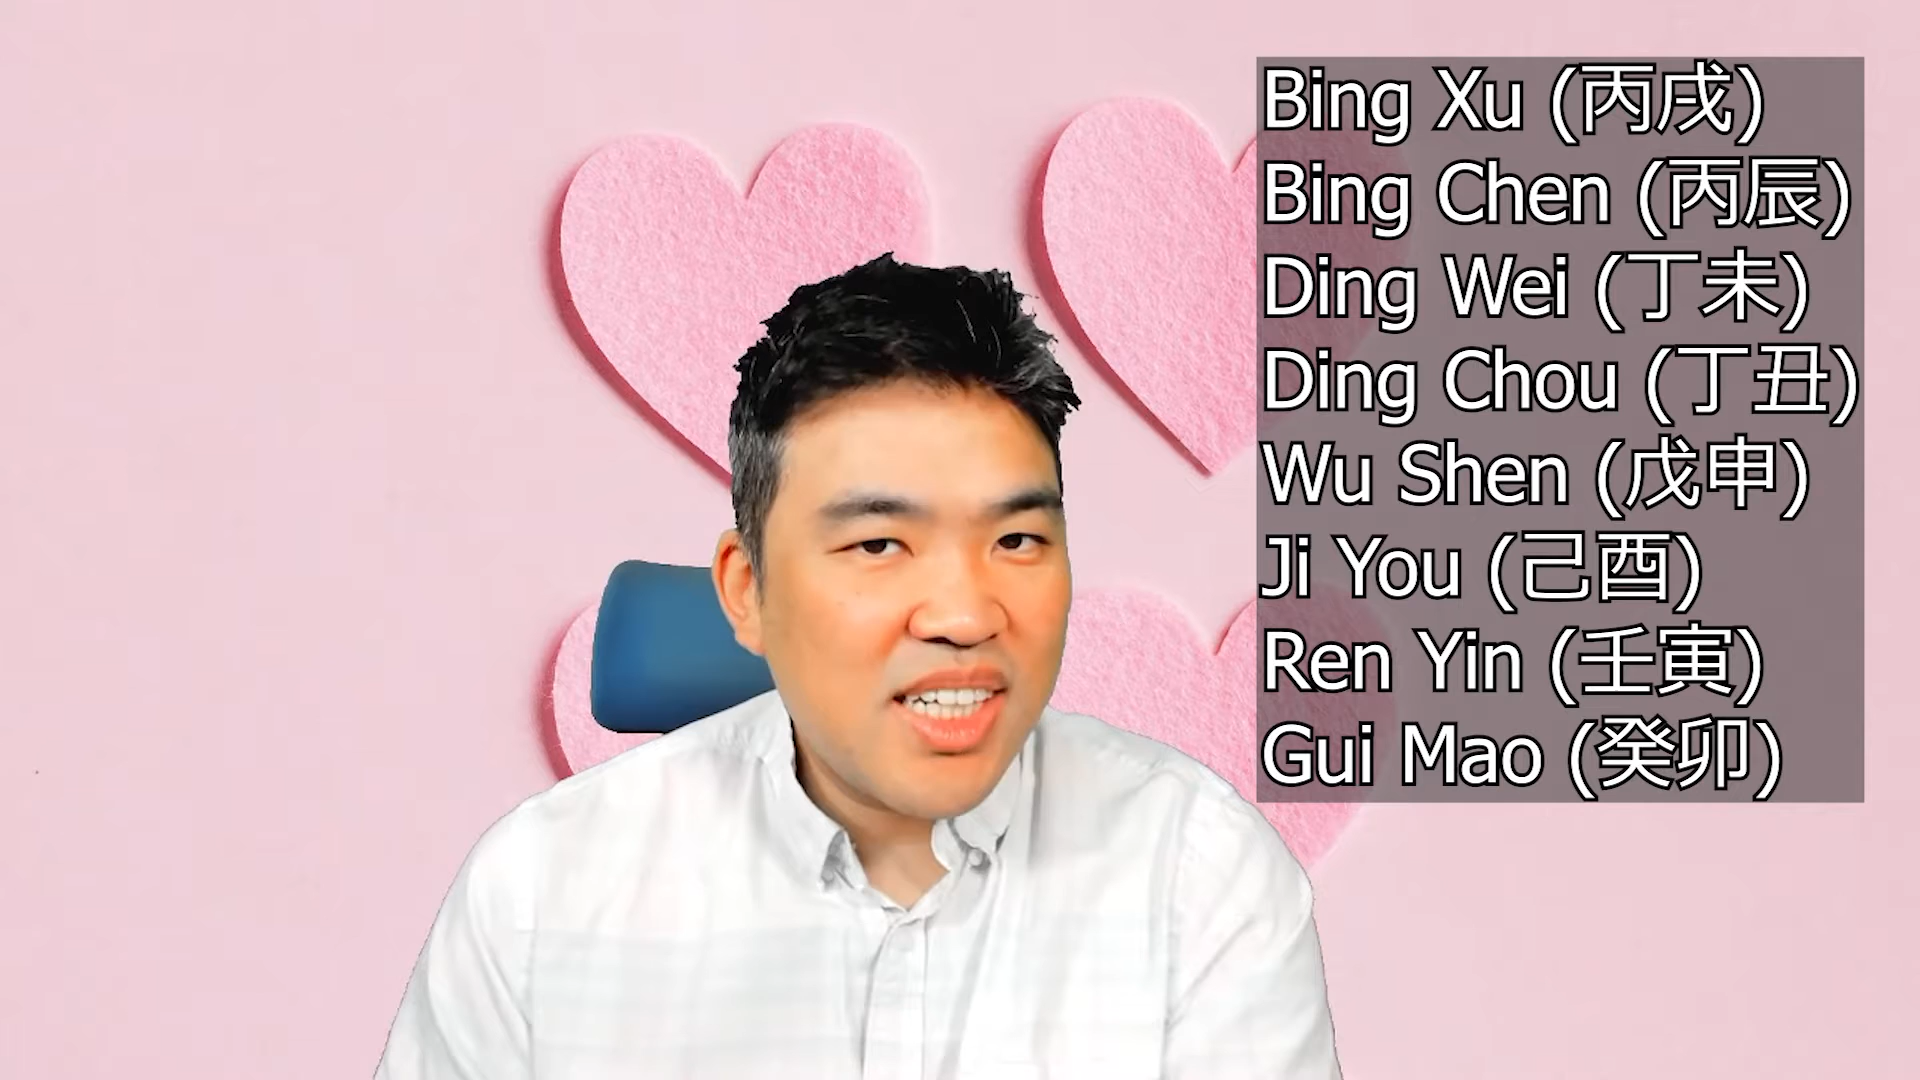 Bing Xu (丙戌)
Bing Chen (丙辰)
Ding Wei (丁未)
Ding Chou (丁丑)
Wu Shen (戊申)
Ji You (己酉)
Ren Yin (壬寅)
Gui Mao (癸卯)